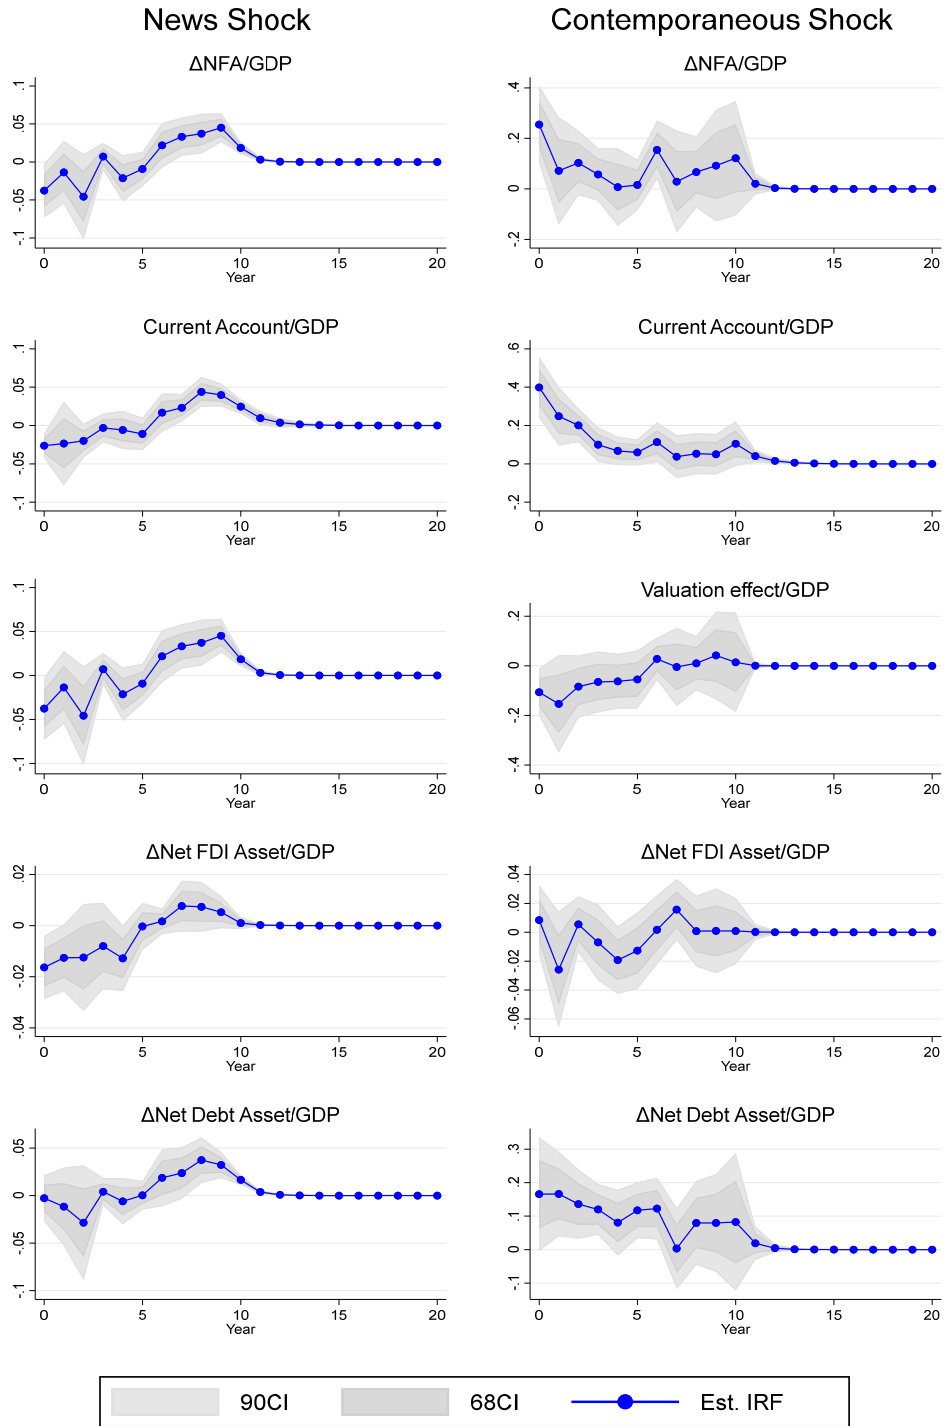 News Shock
Contemporaneous Shock
ΔNFA/GDP
.1
.05
0
-.05
-.1
0 5 10 15 20
Year
ΔNFA/GDP
.4
.2
0
-.2
0 5 10 15 20
Year
Current Account/GDP
.1
.05
0
-.05
-.1
0 5 10 15 20
Year
Current Account/GDP
.6
.4
.2
0
-.2
0 5 10 15 20
Year
.1
.05
0
-.05
-.1
0 5 10 15 20
Year
Valuation effect/GDP
.2
0
-.2
-.4
0 5 10 15 20
Year
ΔNet FDI Asset/GDP
.02
0
-.02
-.04
0 5 10 15 20
Year
ΔNet FDI Asset/GDP
.04
.02
0
-.02
-.04
-.06
0 5 10 15 20
Year
ΔNet Debt Asset/GDP
.05
0
-.05
-.1
0 5 10 15 20
Year
ΔNet Debt Asset/GDP
.3
.2
.1
0
-.1
0 5 10 15 20
Year
90CI 68CI Est. IRF